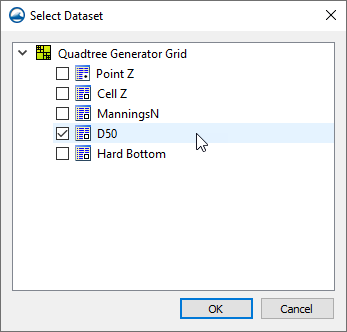 Select Dataset
Quadtree Generator Grid
Point Z
Cell Z
ManningsN
D50
Hard Bottom
OK Cancel